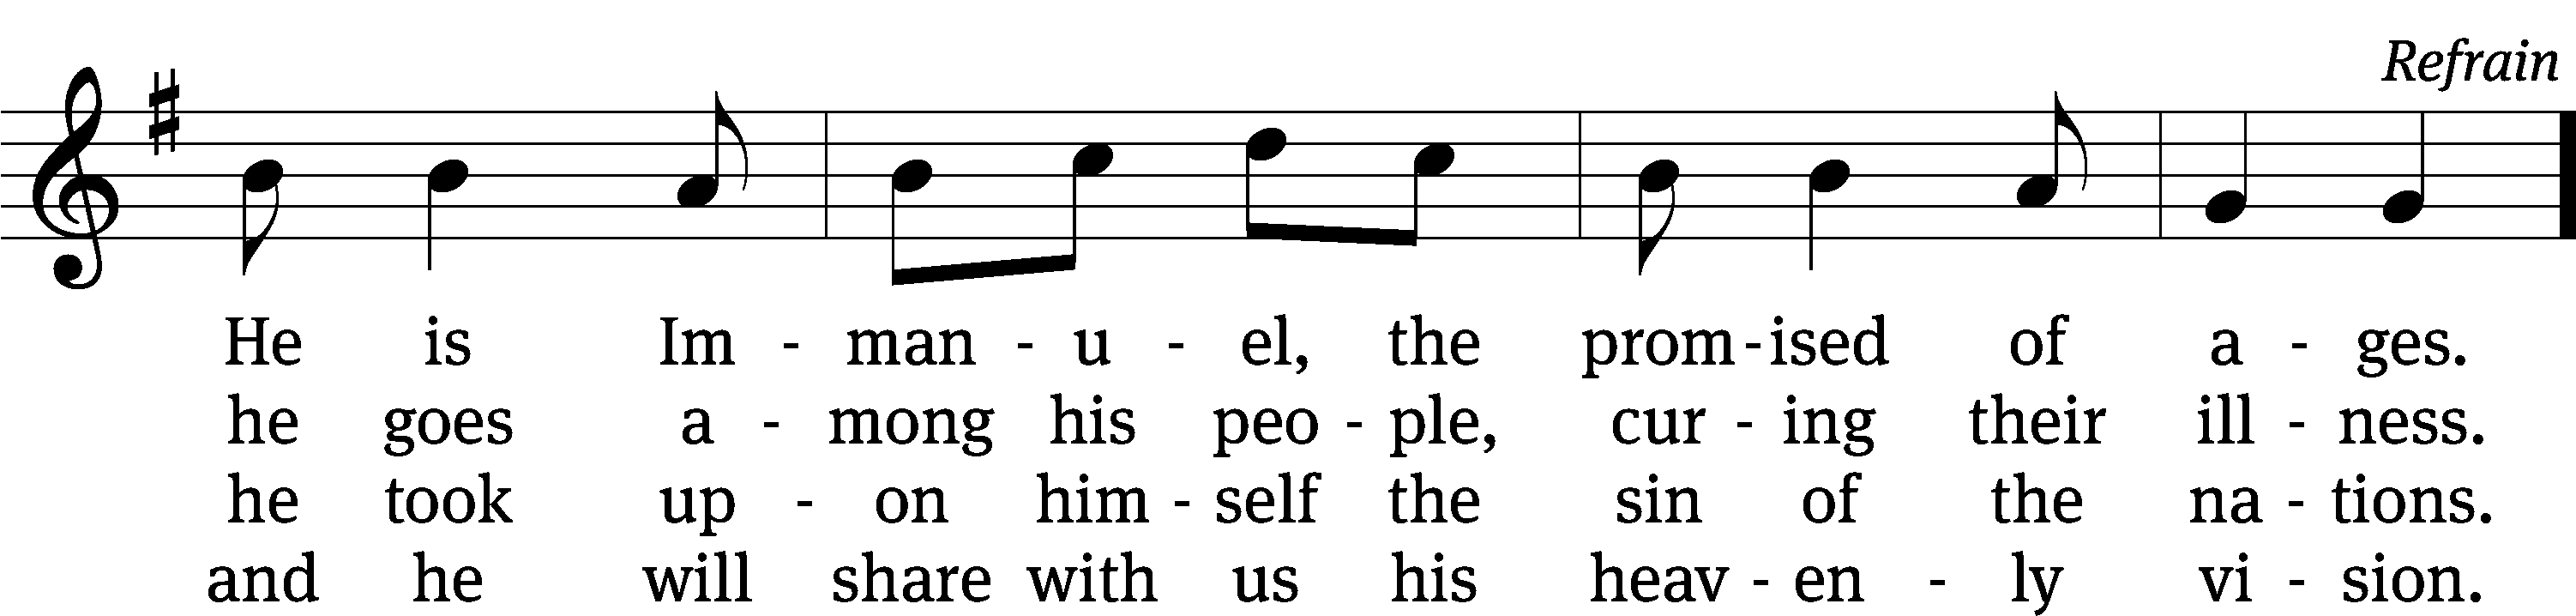 Refrain
He is Im - man - u - el, the prom - ised of a - ges.
he goes a - mong his peo - ple, cur - ing their ill - ness.
he took up - on him - self the sin of the na - tions.
and he will share with us his heav - en - ly vi - sion.